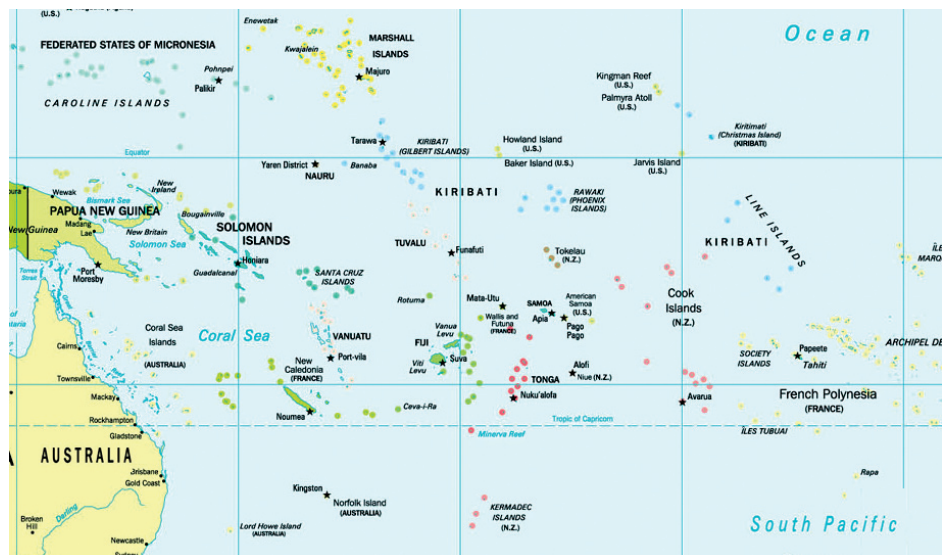 (U.S.)
Enewetak
MARSHALL
ISLANDS
Kwajalein
Majuro
FEDERATED STATES OF MICRONESIA
Pohnpei
Palikir
CAROLINE ISLANDS
Ocean
Kingman Reef
(U.S.)
Palmyra Atoll
(U.S.)
Kiritimati
(Christmas Island)
(KIRIBATI)
Tarawa
KIRIBATI
(GILBERT ISLANDS)
Howland Island
(U.S.)
Baker Island (U.S.)
Jarvis Island
(U.S.)
Equator
Yaren District
NAURU
Banaba
KIRIBATI
RAWAKI
(PHOENIX
ISLANDS)
LINE ISLANDS
KIRIBATI
Wewak
Bismarck Sea
New
Ireland
PAPUA NEW GUINEA
Madang
Lae
New Guinea
New Britain
Bougainville
Solomon Sea
SOLOMON
ISLANDS
Honiara
Guadalcanal
Port
Moresby
Torres
Strait
SANTA CRUZ
ISLANDS
TUVALU
Funafuti
Tokelau
(N.Z.)
Rotuma
Mata-Utu
Wallis and
Futuna
(FRANCE)
SAMOA
Apia
American
Samoa
(U.S.)
Pago
Pago
Cook
Islands
(N.Z.)
ÎLES
Coral Sea
Coral Sea
Islands
(AUSTRALIA)
VANUATU
Port-vila
FIJI
Vanua
Levu
Viti
Levu
Suva
Cairns
Townsville
Mackay
Rockhampton
Gladstone
New
Caledonia
(FRANCE)
Noumea
Ceva-i-Ra
TONGA
Nuku'alofa
Alofi
Niue (N.Z.)
Avarua
SOCIETY
ISLANDS
Papeete
Tahiti
ARCHIPEL DE
French Polynesia
(FRANCE)
Tropic of Capricorn
Minerva Reef
ÎLES TUBUAI
AUSTRALIA
Brisbane
Gold Coast
Kingston
Norfolk Island
(AUSTRALIA)
Rapa
Darling
Broken
Hill
Newcastle
Lord Howe Island
(AUSTRALIA)
KERMADEC
ISLANDS
(N.Z.)
South Pacific